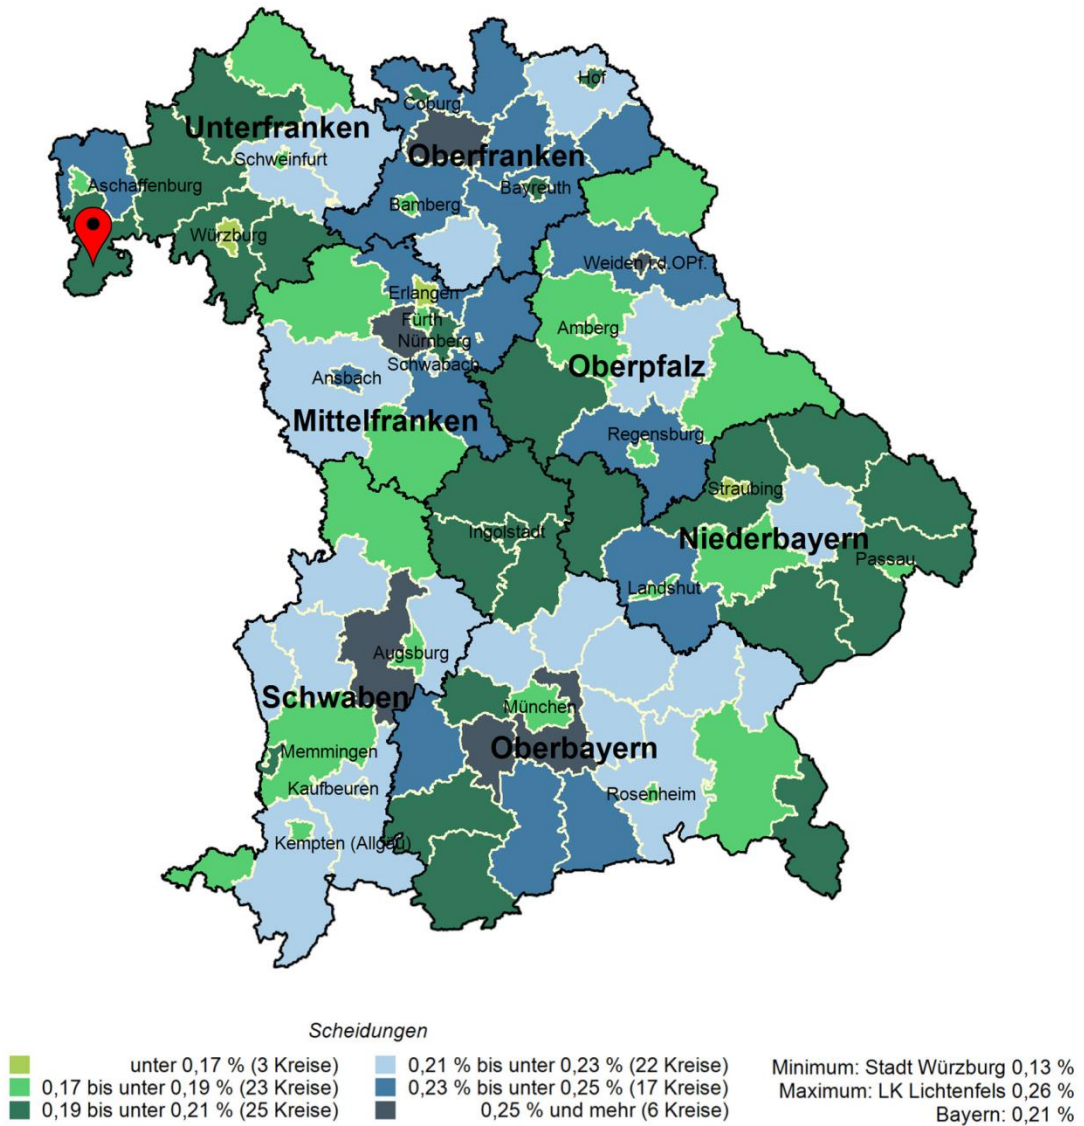 Hof
Coburg
Unterfranken
Oberfranken
Schweinfurt
Aschaffenburg
Bayreuth
Bamberg
Würzburg
Weiden i.d.OPf.
Erlangen
Fürth
Amberg
Nürnberg
Schwabach
Oberpfalz
Ansbach
Mittelfranken
Regensburg
Straubing
Ingolstadt
Niederbayern
Passau
Landshut
Augsburg
Schwaben
München
Oberbayern
Memmingen
Kaufbeuren
Rosenheim
Kempten (Allgäu)
Scheidungen
unter 0,17 % (3 Kreise)
0,17 bis unter 0,19 % (23 Kreise)
0,19 bis unter 0,21 % (25 Kreise)
0,21 % bis unter 0,23 % (22 Kreise)
0,23 % bis unter 0,25 % (17 Kreise)
0,25 % und mehr (6 Kreise)
Minimum: Stadt Würzburg 0,13 %
Maximum: LK Lichtenfels 0,26 %
Bayern: 0,21 %